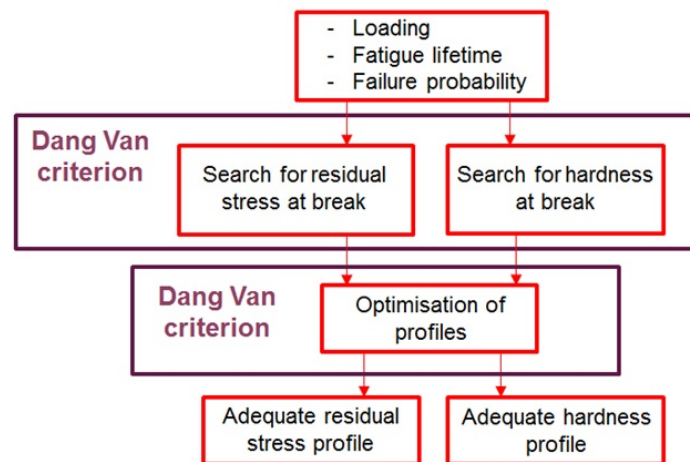 - Loading
- Fatigue lifetime
- Failure probability
Dang Van
criterion
Search for residual
stress at break
Search for hardness
at break
Dang Van
criterion
Optimisation of
profiles
Adequate residual
stress profile
Adequate hardness
profile